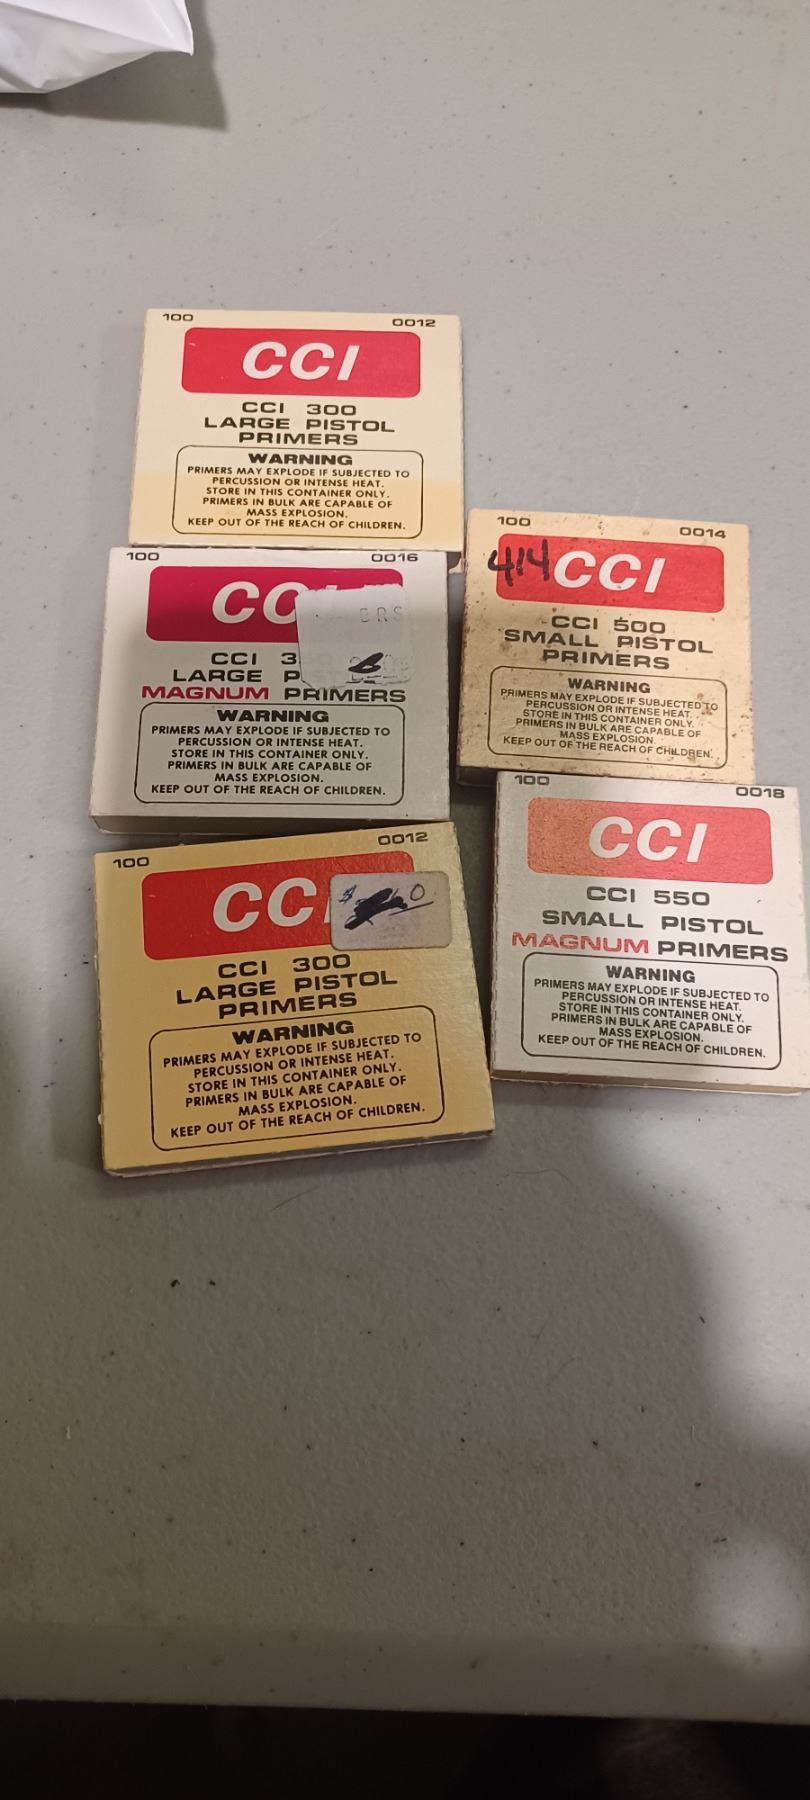 100 0012
CCI
CCI 300
LARGE PISTOL
PRIMERS
WARNING
PRIMERS MAY EXPLODE IF SUBJECTED TO
PERCUSSION OR INTENSE HEAT.
STORE IN THIS CONTAINER ONLY.
PRIMERS IN BULK ARE CAPABLE OF
MASS EXPLOSION.
KEEP OUT OF THE REACH OF CHILDREN.
100 0016
CC
CCI 3
LARGE P
MAGNUM PRIMERS
WARNING
PRIMERS MAY EXPLODE IF SUBJECTED TO
PERCUSSION OR INTENSE HEAT.
STORE IN THIS CONTAINER ONLY.
PRIMERS IN BULK ARE CAPABLE OF
MASS EXPLOSION.
KEEP OUT OF THE REACH OF CHILDREN.
100 0012
CCI
CCI 300
LARGE PISTOL
PRIMERS
WARNING
PRIMERS MAY EXPLODE IF SUBJECTED TO
PERCUSSION OR INTENSE HEAT.
STORE IN THIS CONTAINER ONLY.
PRIMERS IN BULK ARE CAPABLE OF
MASS EXPLOSION.
KEEP OUT OF THE REACH OF CHILDREN.
100 0014
414 CCI
CCI 500
SMALL PISTOL
PRIMERS
WARNING
PRIMERS MAY EXPLODE IF SUBJECTED TO
PERCUSSION OR INTENSE HEAT.
STORE IN THIS CONTAINER ONLY.
PRIMERS IN BULK ARE CAPABLE OF
MASS EXPLOSION.
KEEP OUT OF THE REACH OF CHILDREN.
100 0018
CCI
CCI 550
SMALL PISTOL
MAGNUM PRIMERS
WARNING
PRIMERS MAY EXPLODE IF SUBJECTED TO
PERCUSSION OR INTENSE HEAT.
STORE IN THIS CONTAINER ONLY.
PRIMERS IN BULK ARE CAPABLE OF
MASS EXPLOSION.
KEEP OUT OF THE REACH OF CHILDREN.